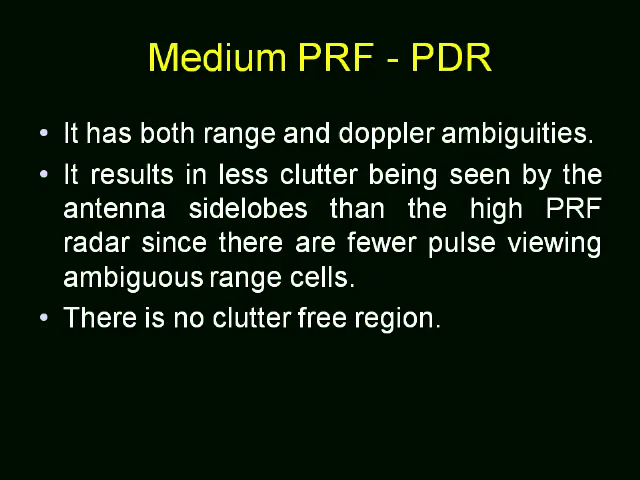 Medium PRF - PDR
• It has both range and doppler ambiguities.
• It results in less clutter being seen by the
antenna sidelobes than the high PRF
radar since there are fewer pulse viewing
ambiguous range cells.
• There is no clutter free region.